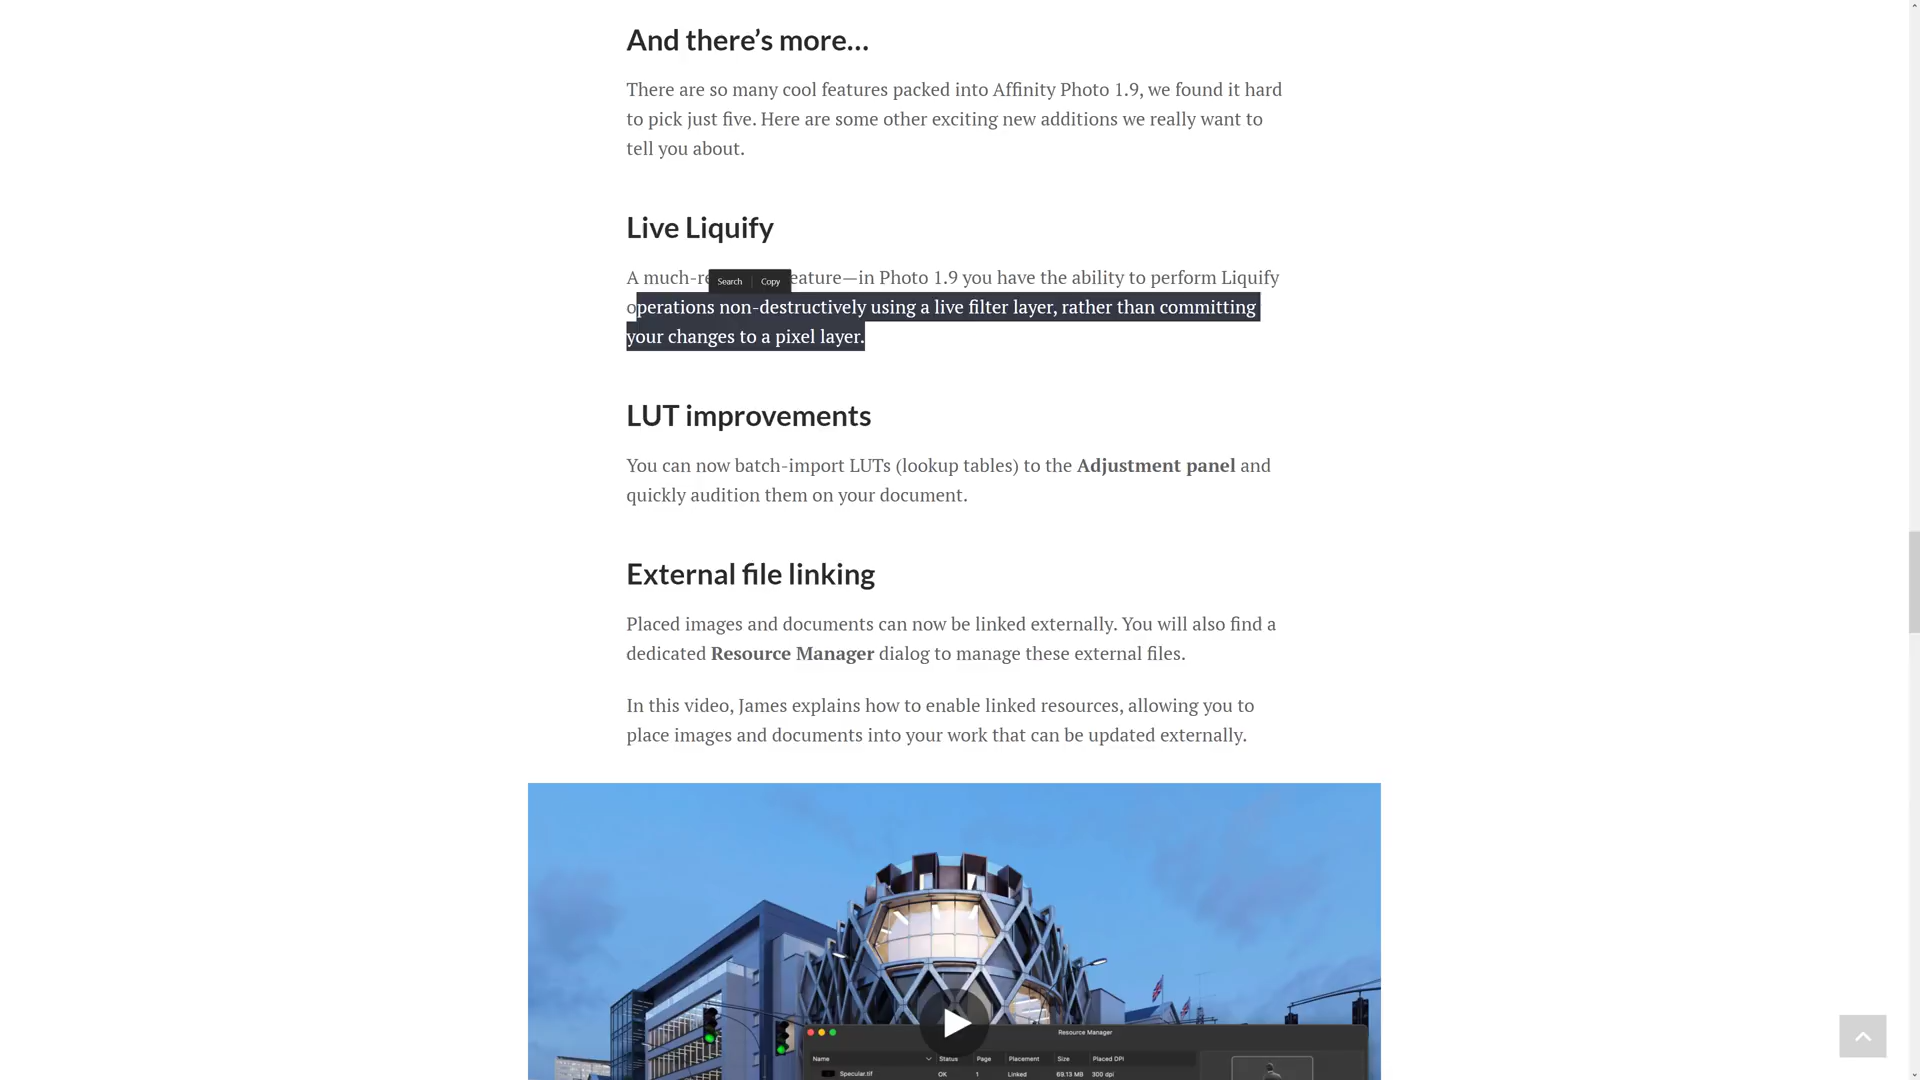 And there’s more…
There are so many cool features packed into Affinity Photo 1.9, we found it hard
to pick just five. Here are some other exciting new additions we really want to
tell you about.
Live Liquify
A much-re eature—in Photo 1.9 you have the ability to perform Liquify
Search Copy
operations non-destructively using a live filter layer, rather than committing
your changes to a pixel layer.
LUT improvements
You can now batch-import LUTs (lookup tables) to the Adjustment panel and
quickly audition them on your document.
External file linking
Placed images and documents can now be linked externally. You will also find a
dedicated Resource Manager dialog to manage these external files.
In this video, James explains how to enable linked resources, allowing you to
place images and documents into your work that can be updated externally.
Resource Manager
Name Status Page Placement Size Placed DPI
Specular.tif OK 1 Linked 69.13 MB 300 dpi